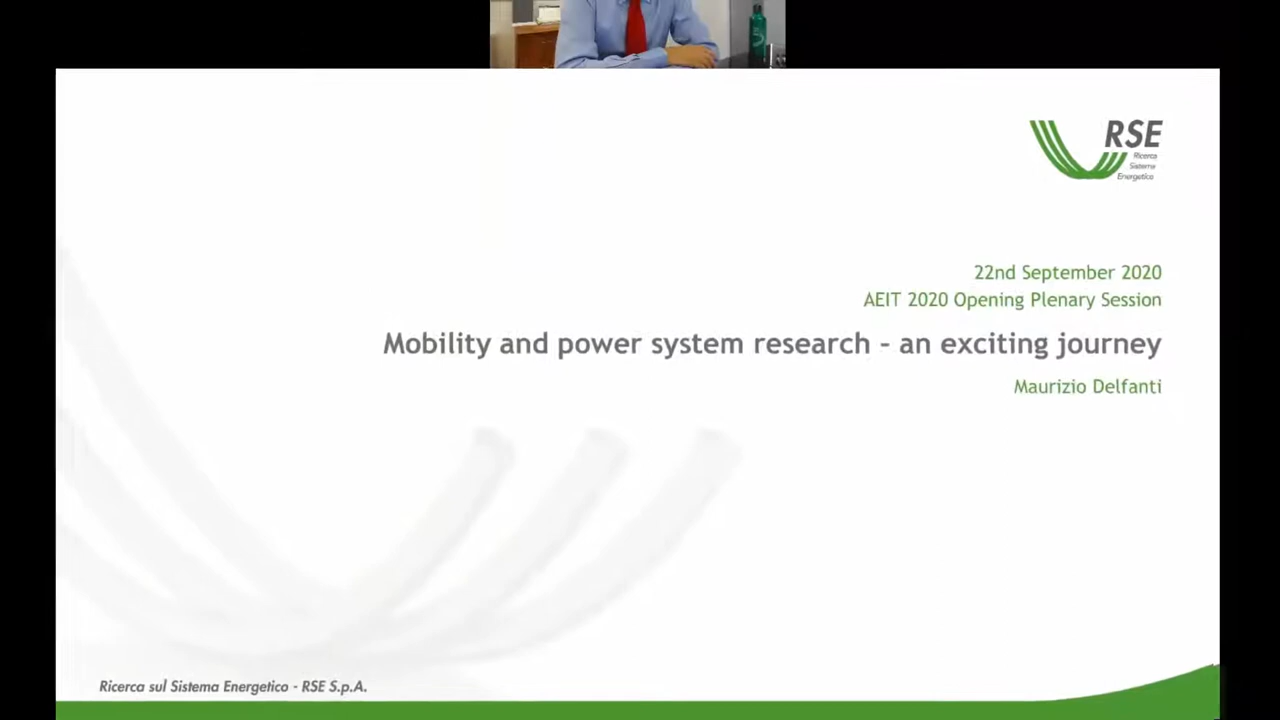 RSE
Ricerca
Sistema
Energetico
22nd September 2020
AEIT 2020 Opening Plenary Session
Mobility and power system research - an exciting journey
Maurizio Delfanti
Ricerca sul Sistema Energetico - RSE S.p.A.